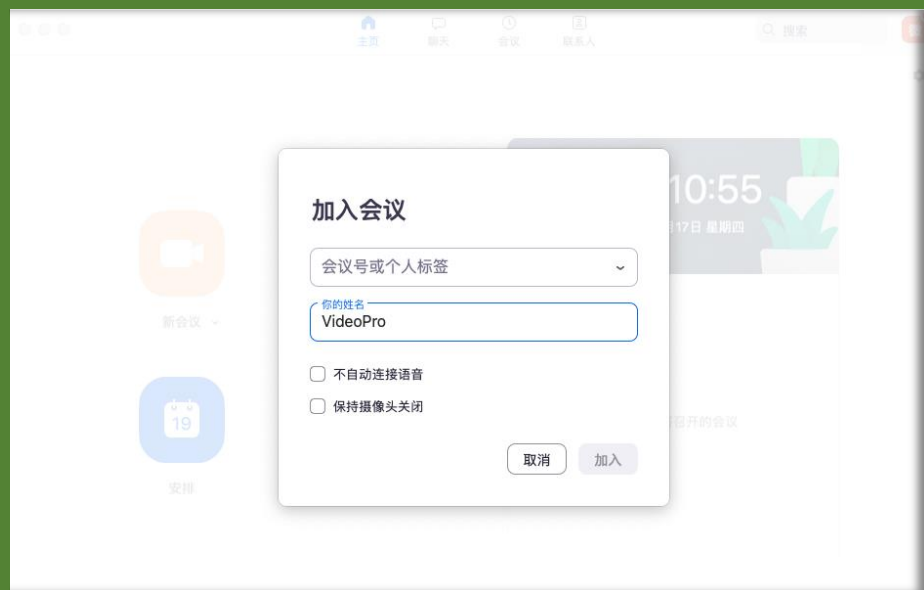 主页 聊天 会议 联系人 搜索
10:55
月17日 星期四
加入会议
会议号或个人标签
你的姓名
VideoPro
新会议
不自动连接语音
保持摄像头关闭
19
召开的会议
取消 加入
安排